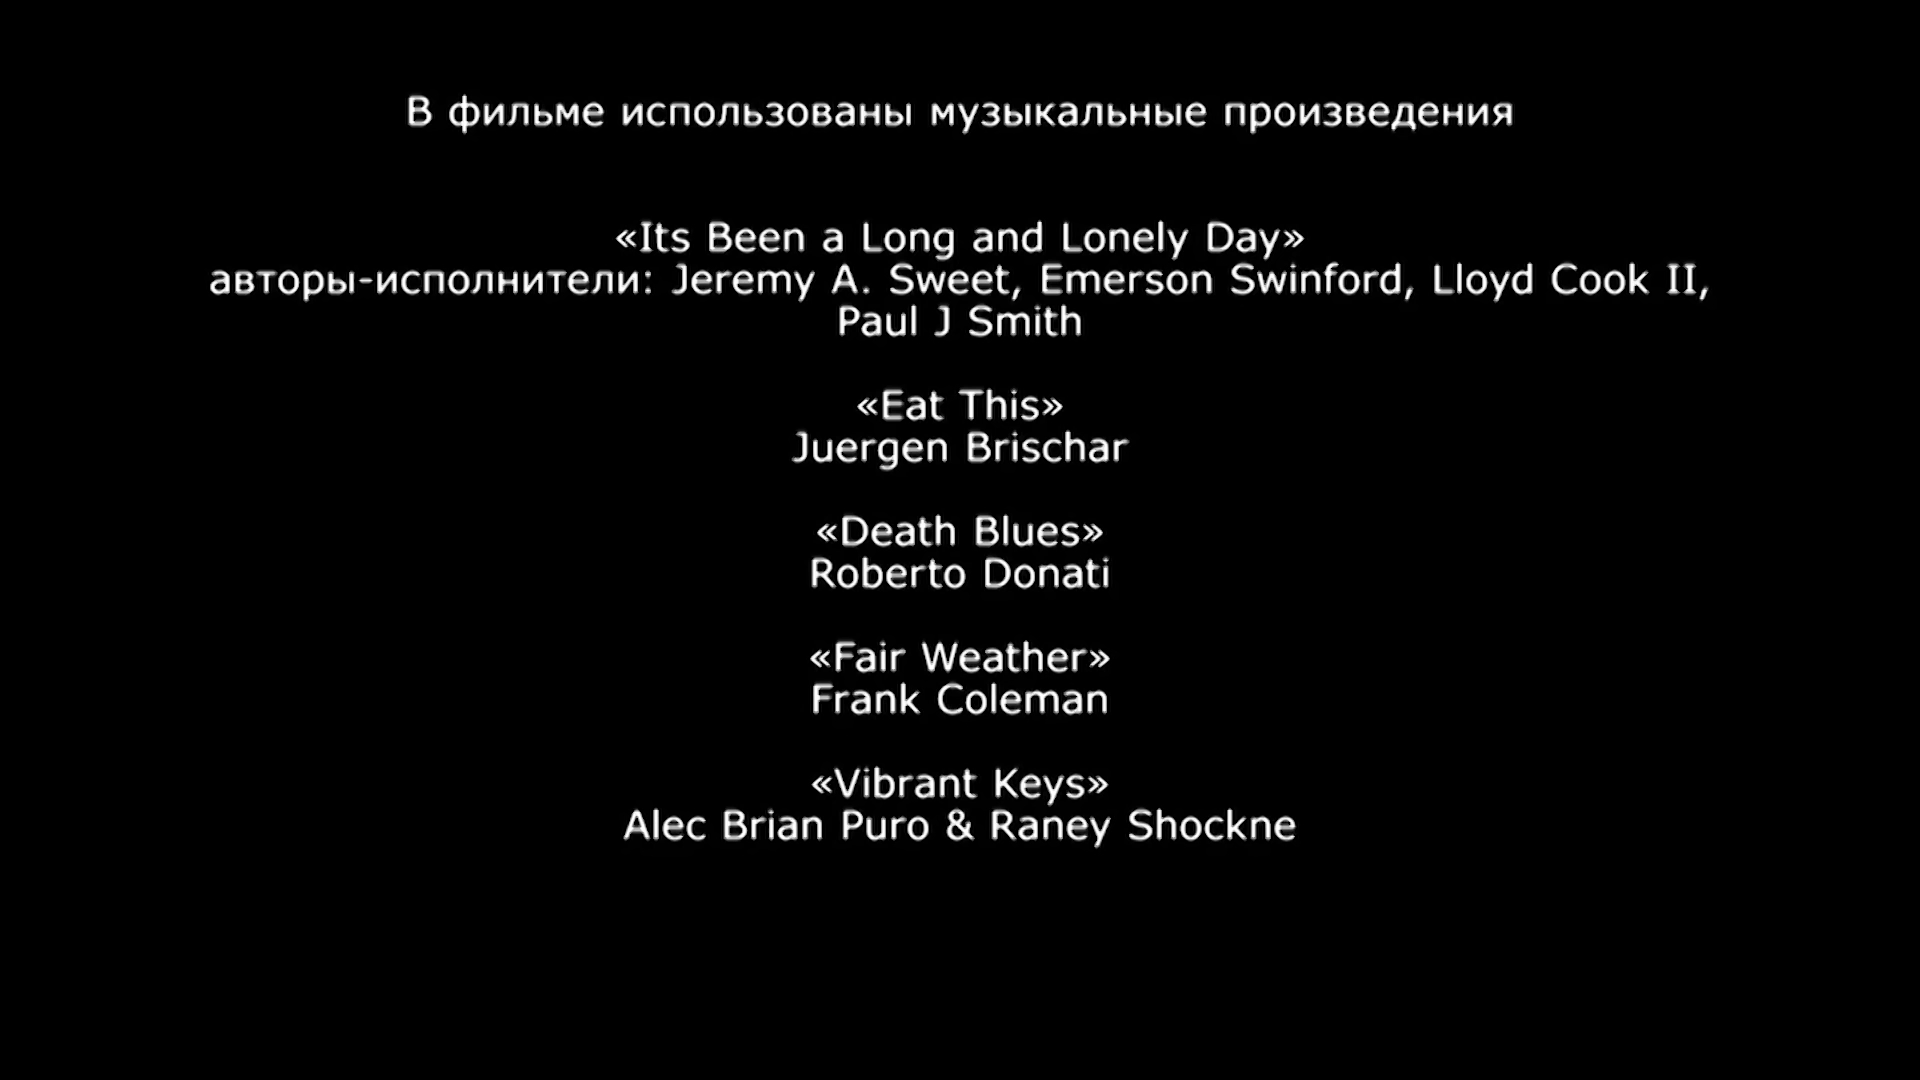 В фильме использованы музыкальные произведения
«Its Been a Long and Lonely Day»
авторы-исполнители: Jeremy A. Sweet, Emerson Swinford, Lloyd Cook II,
Paul J Smith
«Eat This»
Juergen Brischar
«Death Blues»
Roberto Donati
«Fair Weather»
Frank Coleman
«Vibrant Keys»
Alec Brian Puro & Raney Shockne